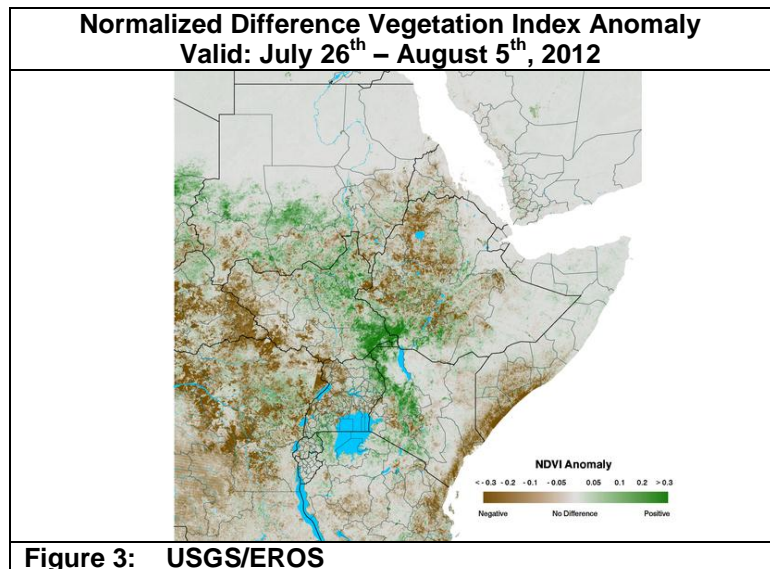 Normalized Difference Vegetation Index Anomaly
Valid: July 26th – August 5th, 2012
NDVI Anomaly
< -0.3 -0.2 -0.1 -0.05 0.05 0.1 0.2 > 0.3
Negative No Difference Positive
Figure 3: USGS/EROS